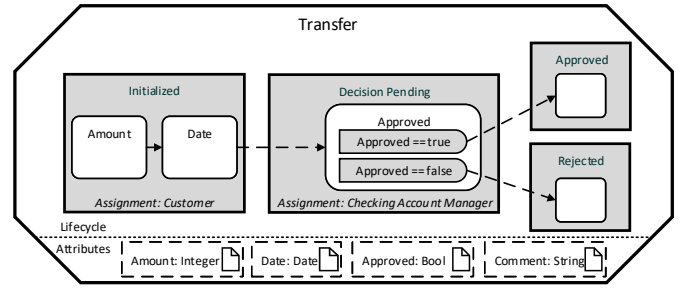 Transfer
Initialized
Amount
Date
Assignment: Customer
Decision Pending
Approved
Approved == true
Approved == false
Assignment: Checking Account Manager
Approved
Rejected
Lifecycle
Attributes
Amount: Integer
Date: Date
Approved: Bool
Comment: String